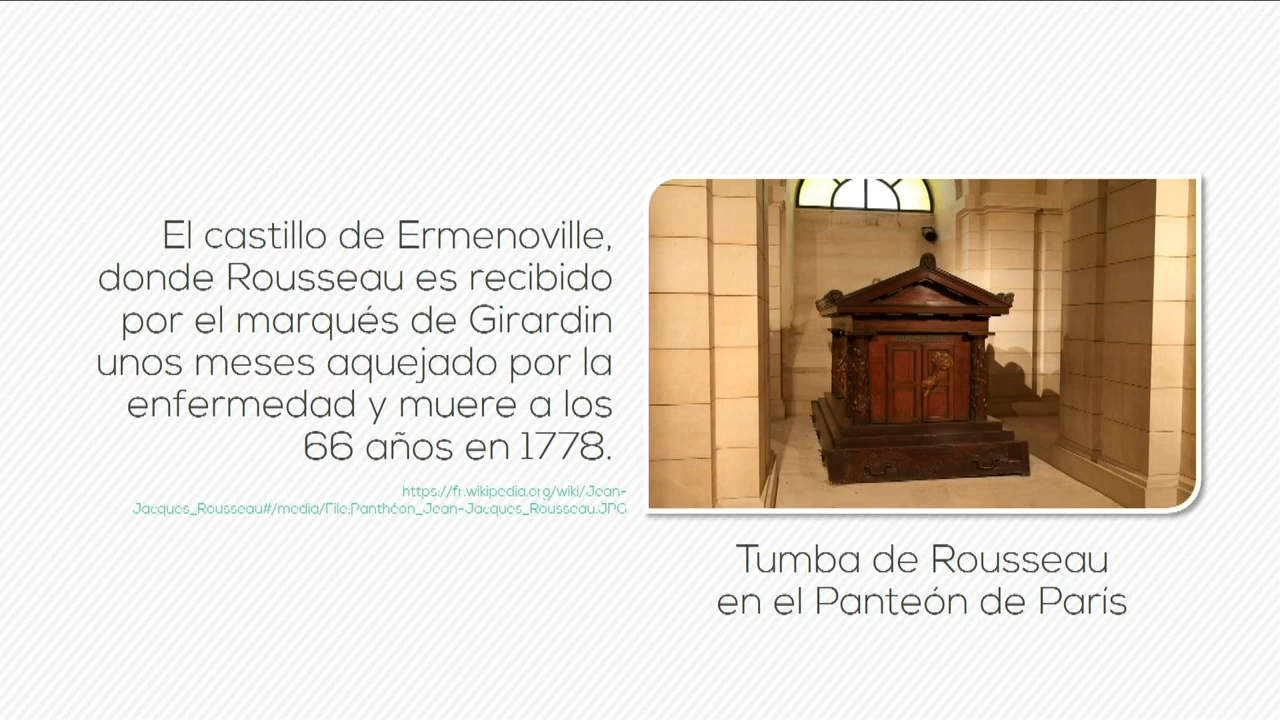 El castillo de Ermenoville,
donde Rousseau es recibido
por el marqués de Girardin
unos meses aquejado por la
enfermedad y muere a los
66 años en 1778.
https://fr.wikipedia.org/wiki/Jean-
Jacques_Rousseau#/media/File:Panthéon_Jean-Jacques_Rousseau.JPG
Tumba de Rousseau
en el Panteón de París